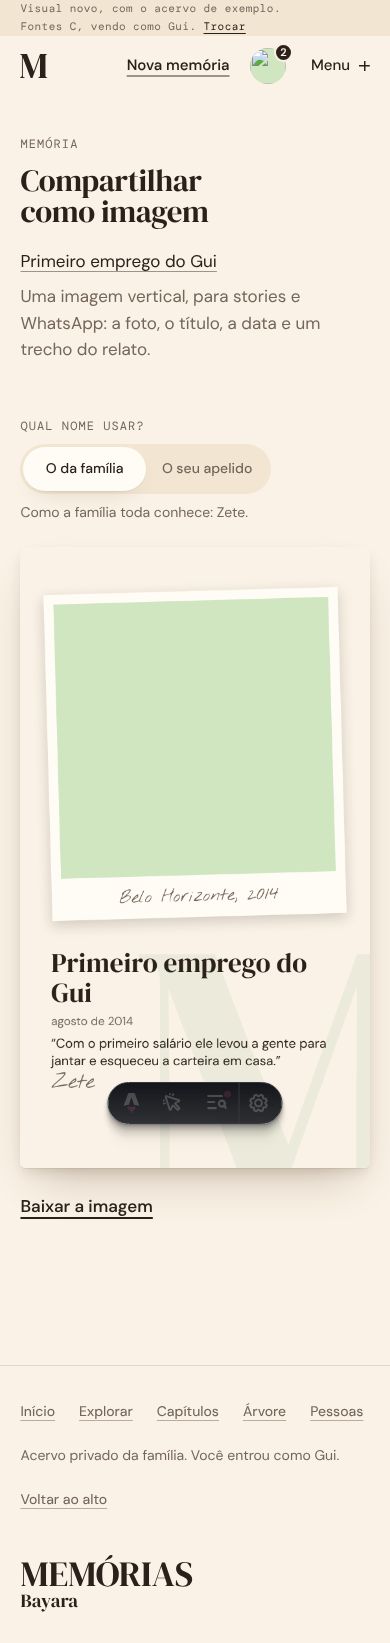 Visual novo, com o acervo de exemplo.
Fontes C, vendo como Gui. Trocar
M
Nova memória
2
Menu +
MEMÓRIA
Compartilhar
como imagem
Primeiro emprego do Gui
Uma imagem vertical, para stories e
WhatsApp: a foto, o título, a data e um
trecho do relato.
QUAL NOME USAR?
O da família
O seu apelido
Como a família toda conhece: Zete.
Belo Horizonte, 2014
Primeiro emprego do
Gui
agosto de 2014
“Com o primeiro salário ele levou a gente para
jantar e esqueceu a carteira em casa.”
Zete
M
Baixar a imagem
Início
Explorar
Capítulos
Árvore
Pessoas
Acervo privado da família. Você entrou como Gui.
Voltar ao alto
MEMÓRIAS
Bayara